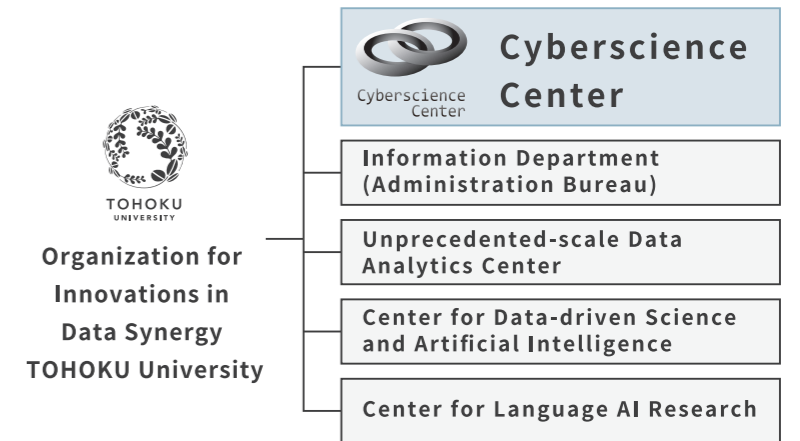 TOHOKU
UNIVERSITY
Organization for
Innovations in
Data Synergy
TOHOKU University
Cyberscience
Center
Cyberscience
Center
Information Department
(Administration Bureau)
Unprecedented-scale Data
Analytics Center
Center for Data-driven Science
and Artificial Intelligence
Center for Language AI Research